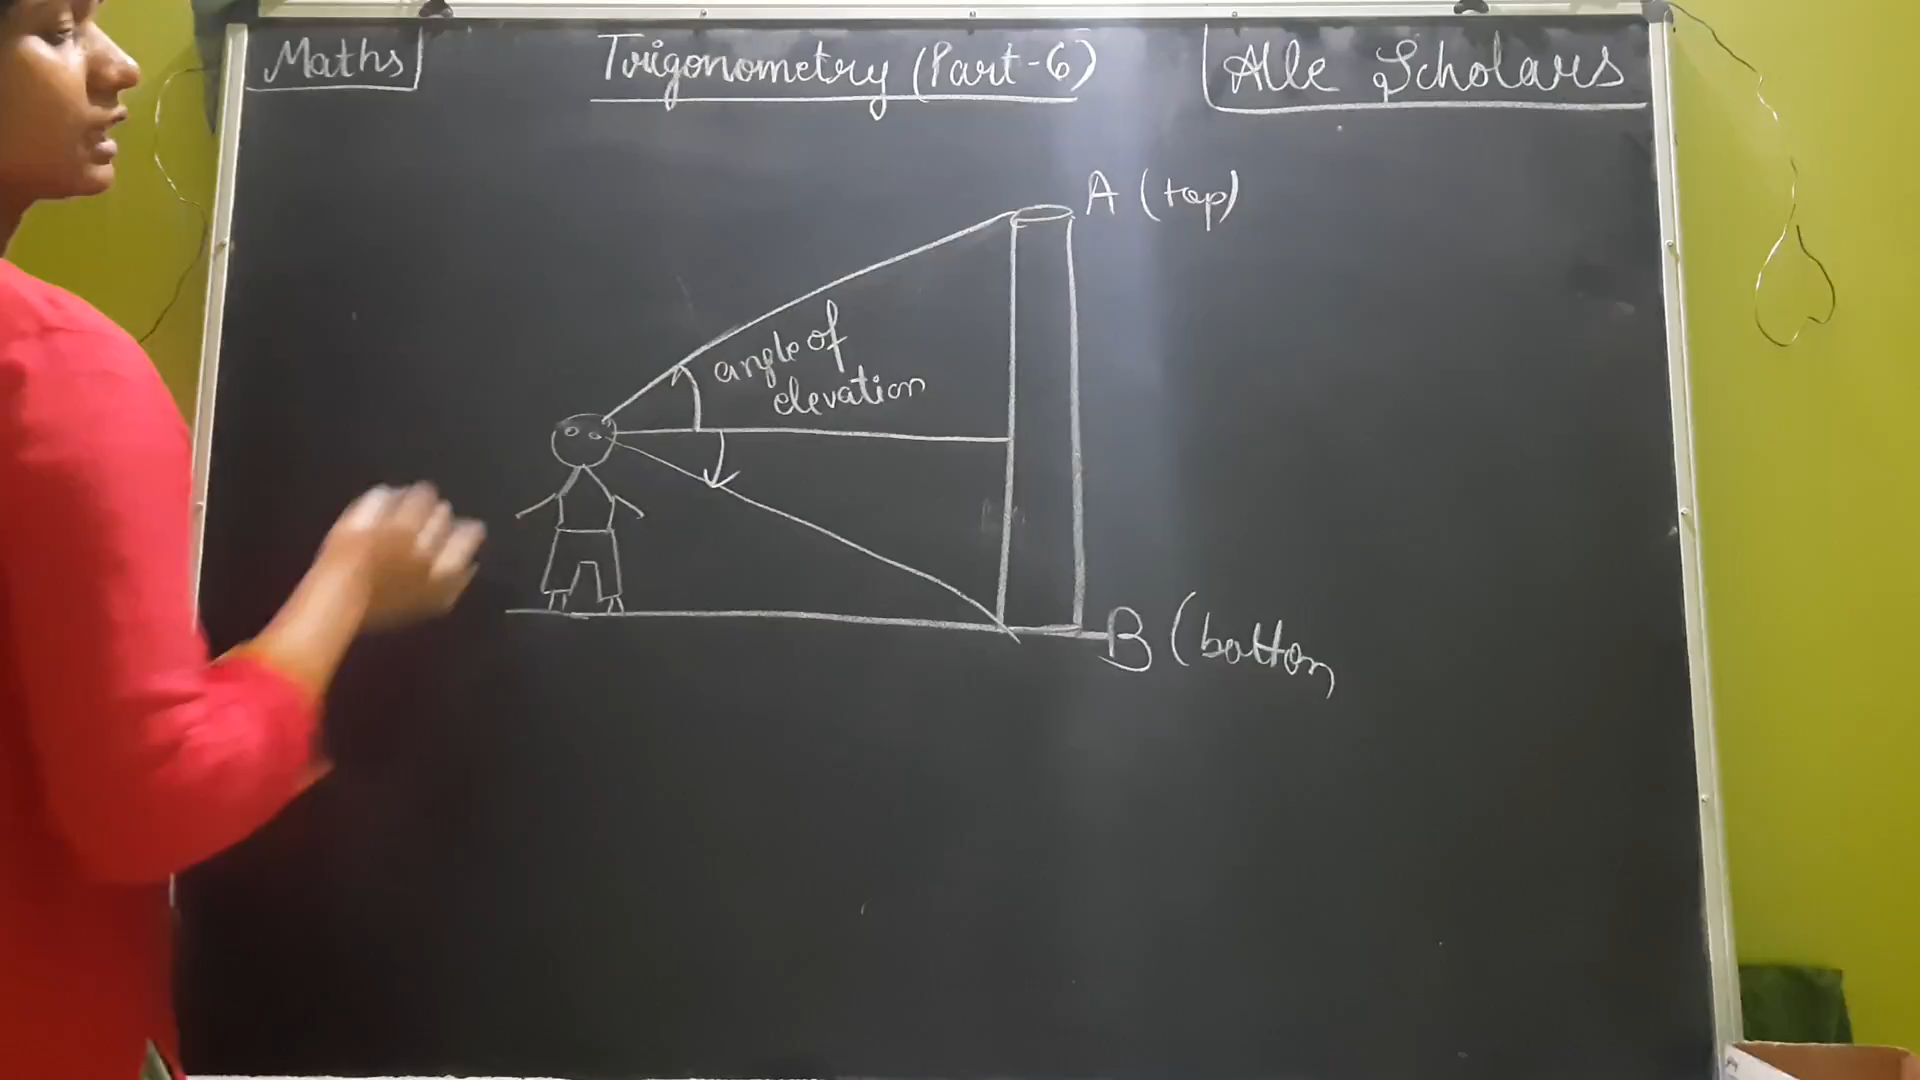 Maths
Trigonometry (Part-6)
Alle Scholars
A (top)
angle of
elevation
B (bottom